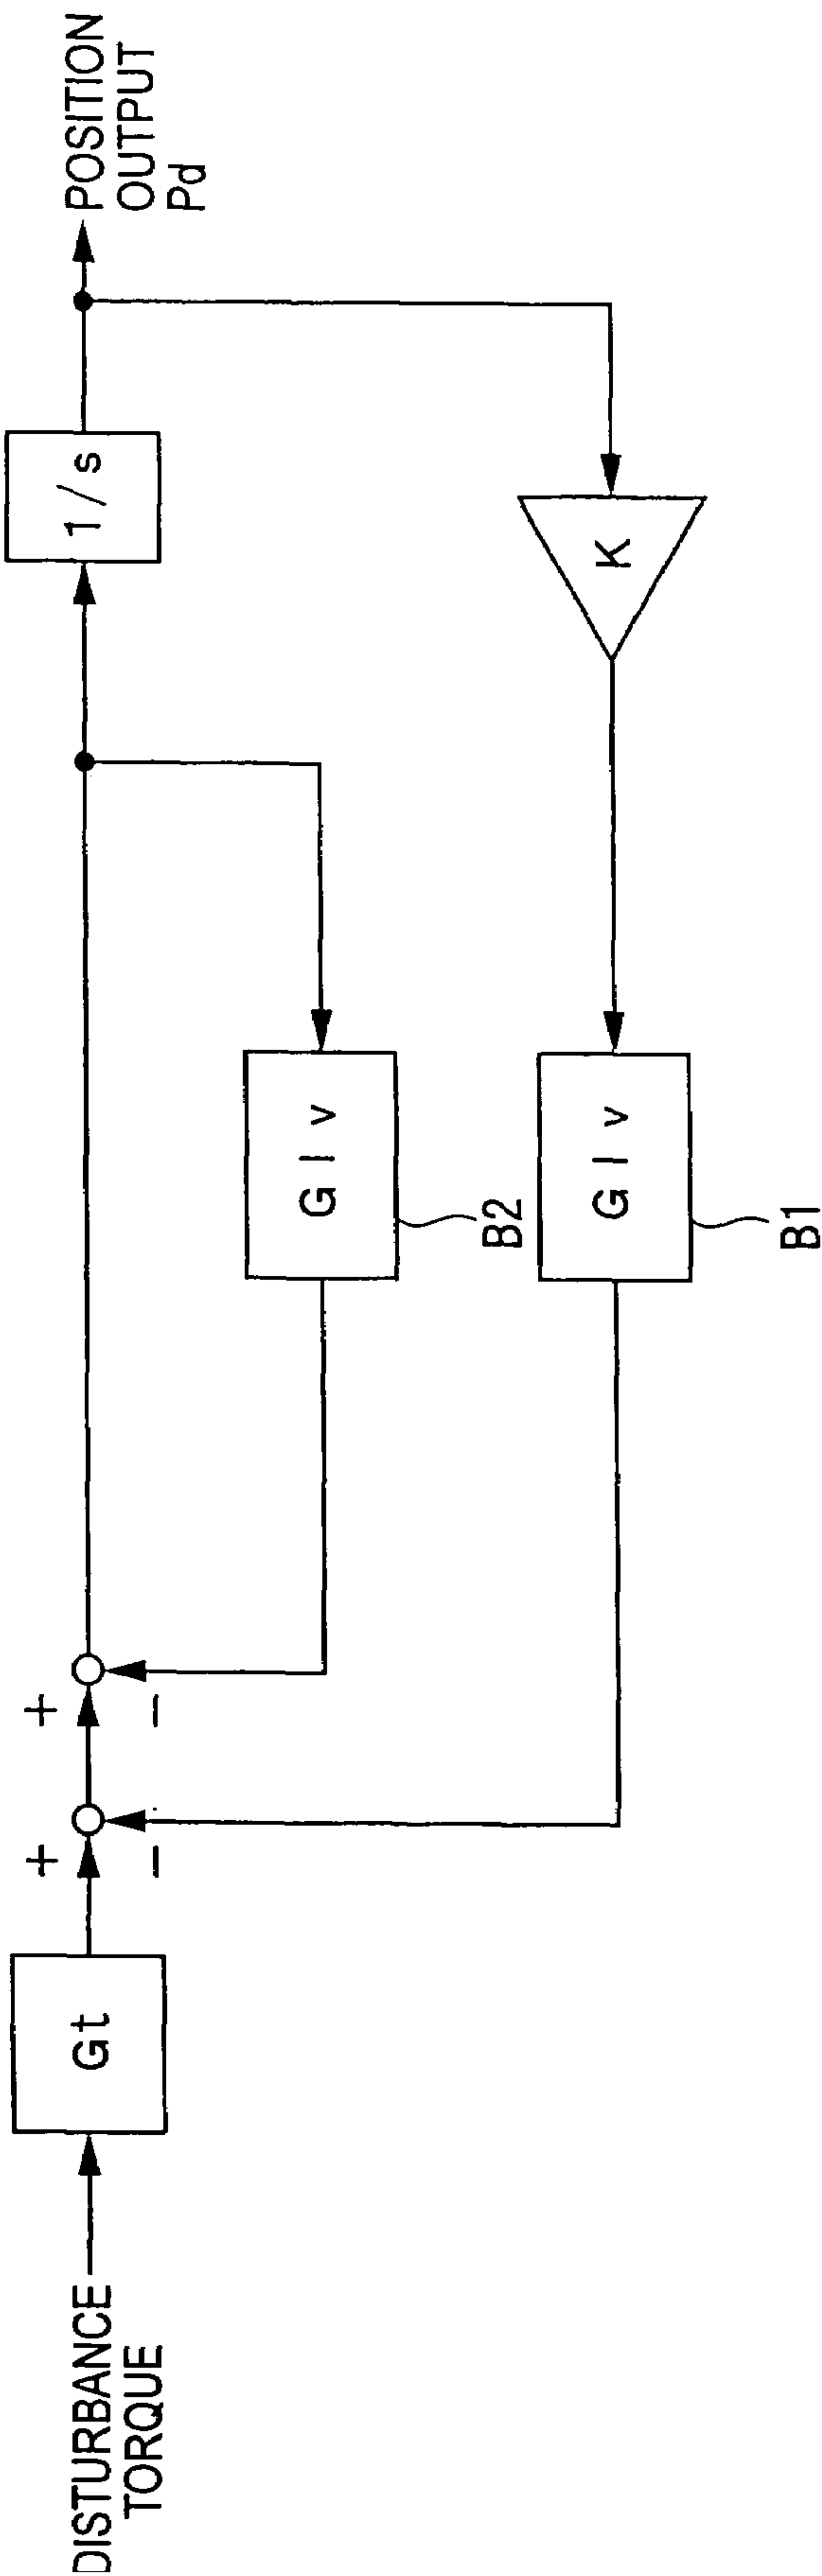 DISTURBANCE
TORQUE
Gt
+
−
+
−
1/s
POSITION
OUTPUT
Pd
G l v
B2
K
G l v
B1